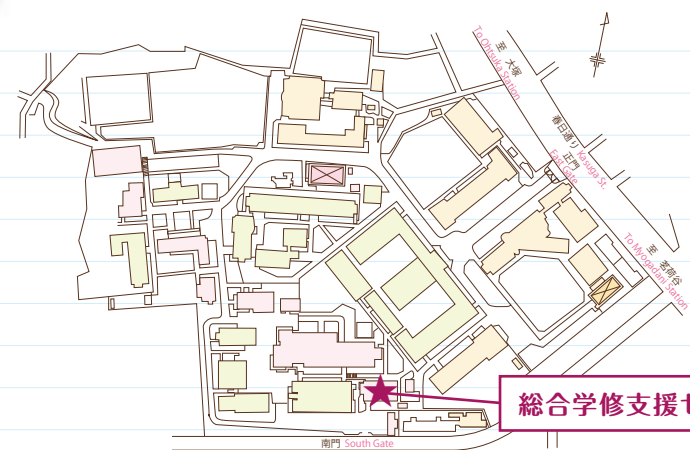 至 大塚
To Ohtsuka Station
春日通り Kasuga St.
正門
East Gate
至 茗荷谷
To Myogadani Station
総合学修支援セ
南門 South Gate